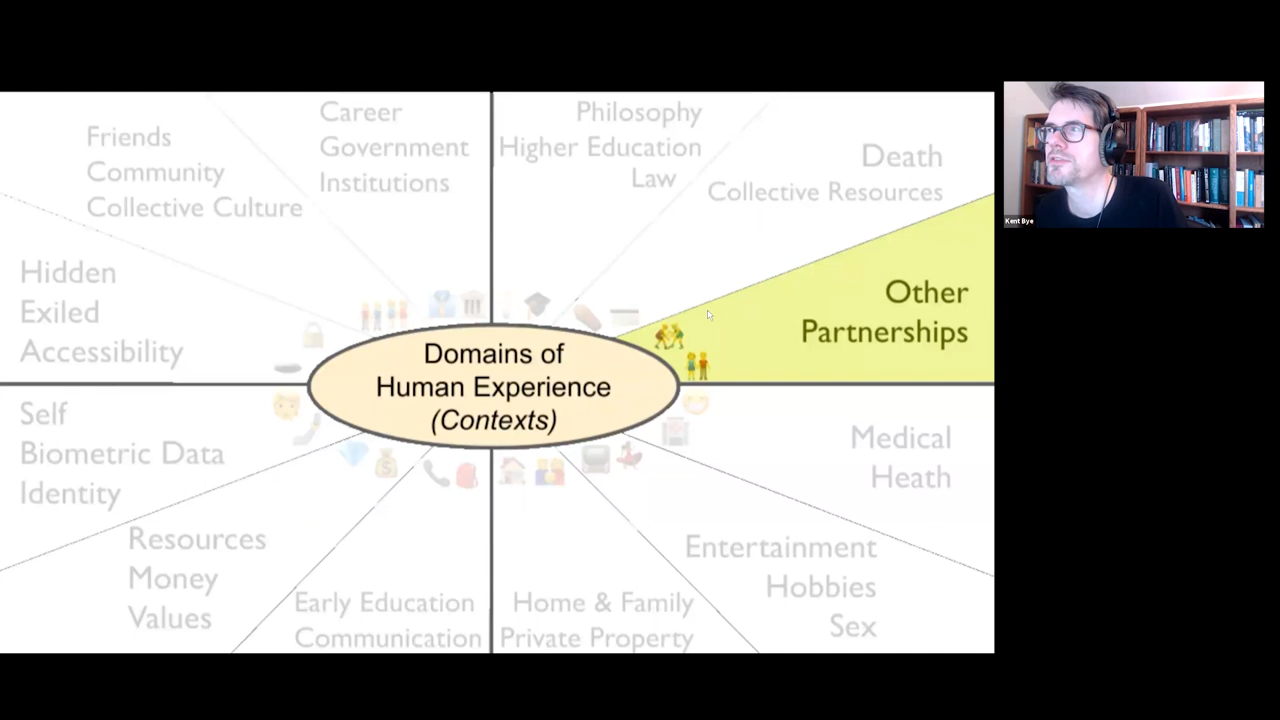 Career
Philosophy
Friends
Government
Higher Education
Community
Institutions
Law
Death
Collective Culture
Collective Resources
Kent Bye
Hidden
Exiled
Accessibility
Other
Partnerships
Domains of
Human Experience
(Contexts)
Self
Biometric Data
Identity
Medical
Heath
Resources
Money
Values
Entertainment
Hobbies
Sex
Early Education
Communication
Home & Family
Private Property